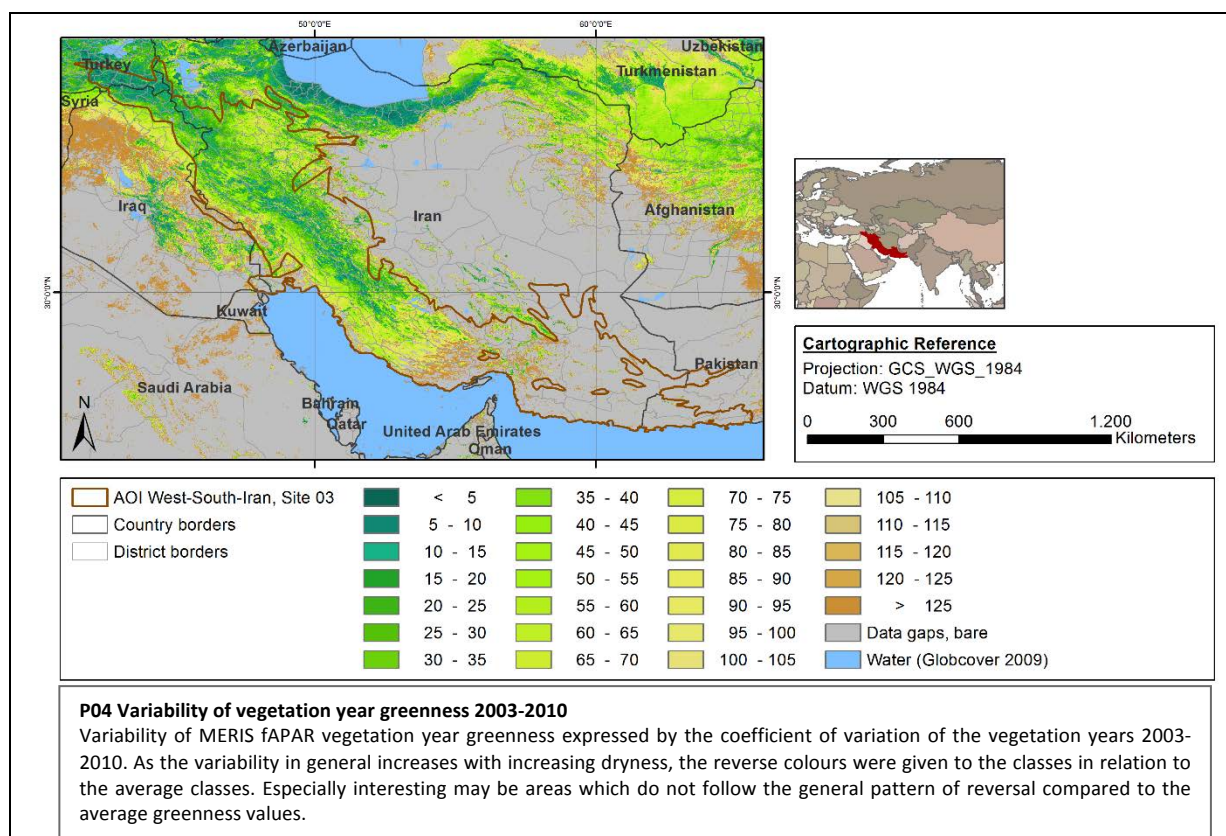 50°0'0"E
60°0'0"E
Azerbaijan
Uzbekistan
Turkey
Turkmenistan
Syria
Iraq
Iran
Afghanistan
30°0'0"N
30°0'0"N
Kuwait
Pakistan
Saudi Arabia
N
Bahrain
Qatar
United Arab Emirates
Oman
Cartographic Reference
Projection: GCS_WGS_1984
Datum: WGS 1984
0 300 600 1.200
Kilometers
AOI West-South-Iran, Site 03
Country borders
District borders
< 5
5 - 10
10 - 15
15 - 20
20 - 25
25 - 30
30 - 35
35 - 40
40 - 45
45 - 50
50 - 55
55 - 60
60 - 65
65 - 70
70 - 75
75 - 80
80 - 85
85 - 90
90 - 95
95 - 100
100 - 105
105 - 110
110 - 115
115 - 120
120 - 125
> 125
Data gaps, bare
Water (Globcover 2009)
P04 Variability of vegetation year greenness 2003-2010
Variability of MERIS fAPAR vegetation year greenness expressed by the coefficient of variation of the vegetation years 2003-
2010. As the variability in general increases with increasing dryness, the reverse colours were given to the classes in relation to
the average classes. Especially interesting may be areas which do not follow the general pattern of reversal compared to the
average greenness values.